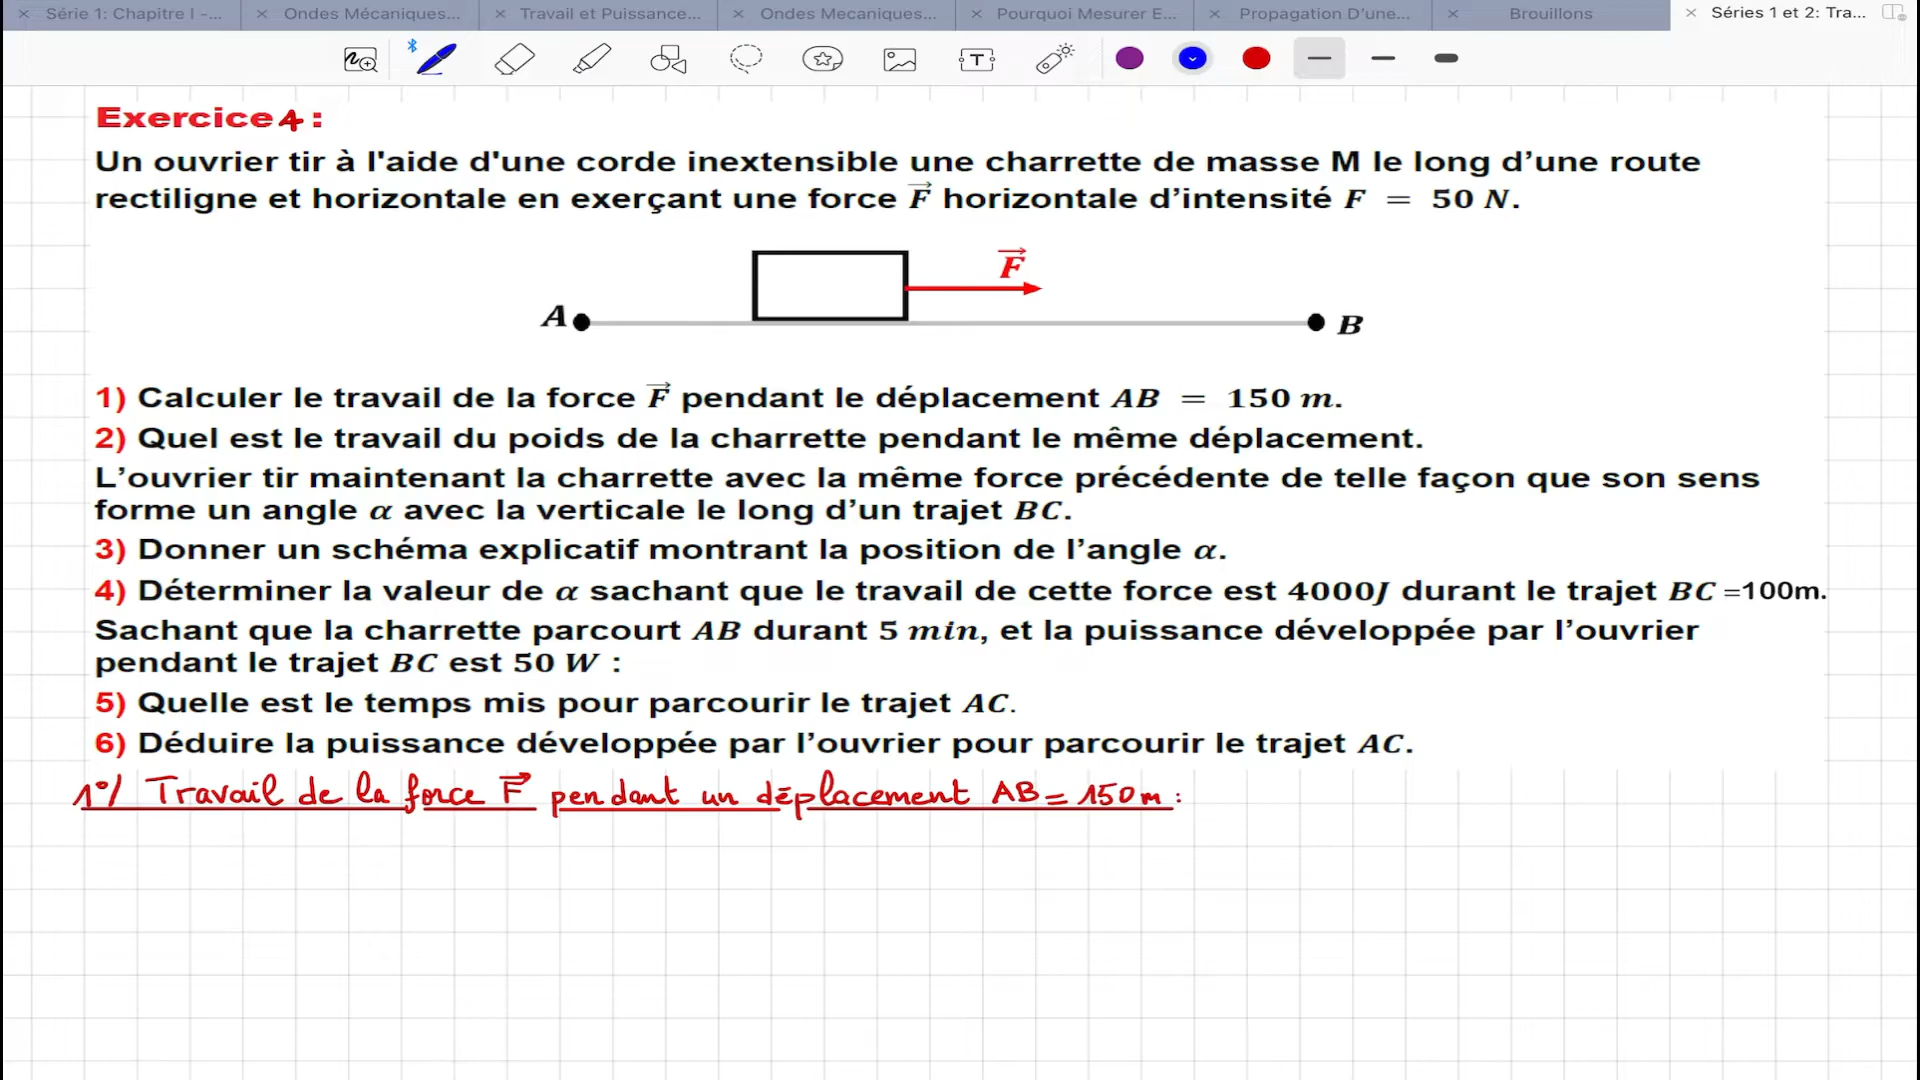 Série 1: Chapitre I -...
Ondes Mécaniques...
Travail et Puissance...
Ondes Mecaniques...
Pourquoi Mesurer E...
Propagation D'une...
Brouillons
Séries 1 et 2: Tra...
Exercice 4 :
Un ouvrier tir à l'aide d'une corde inextensible une charrette de masse M le long d’une route
rectiligne et horizontale en exerçant une force F⃗ horizontale d’intensité F = 50 N.
F⃗
A
B
1) Calculer le travail de la force F⃗ pendant le déplacement AB = 150 m.
2) Quel est le travail du poids de la charrette pendant le même déplacement.
L’ouvrier tir maintenant la charrette avec la même force précédente de telle façon que son sens
forme un angle α avec la verticale le long d’un trajet BC.
3) Donner un schéma explicatif montrant la position de l’angle α.
4) Déterminer la valeur de α sachant que le travail de cette force est 4000J durant le trajet BC =100m.
Sachant que la charrette parcourt AB durant 5 min, et la puissance développée par l’ouvrier
pendant le trajet BC est 50 W :
5) Quelle est le temps mis pour parcourir le trajet AC.
6) Déduire la puissance développée par l’ouvrier pour parcourir le trajet AC.
1°/ Travail de la force F⃗ pendant un déplacement AB = 150m :